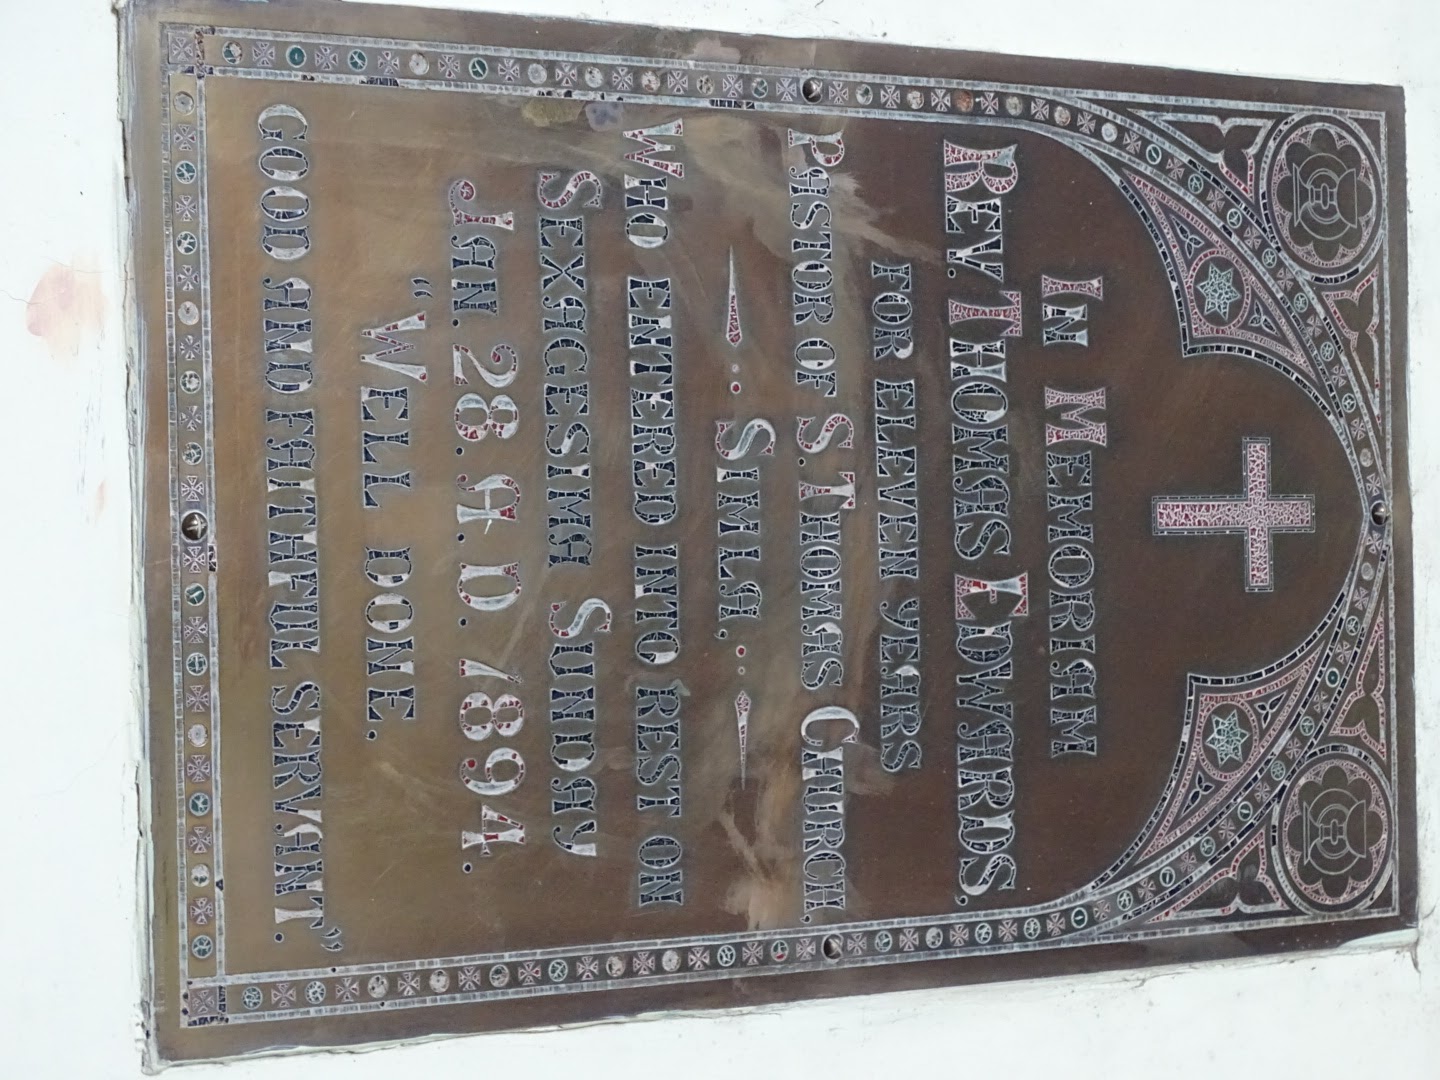 IN MEMORIAM
REV. THOMAS EDWARDS,
FOR ELEVEN YEARS
PASTOR OF S. THOMAS CHURCH,
SIMLA,
WHO ENTERED INTO REST ON
SEXAGESIMA SUNDAY
JAN. 28. A.D. 1894.
"WELL DONE.
GOOD AND FAITHFUL SERVANT."